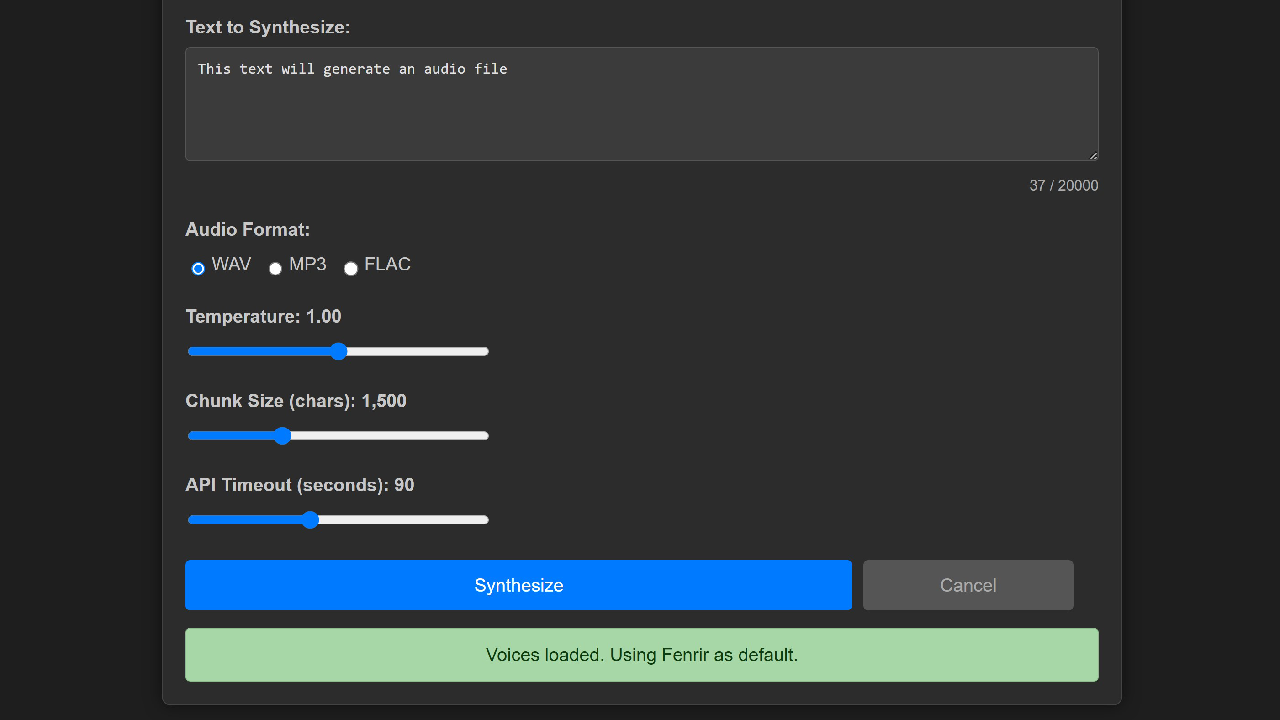 Text to Synthesize:
This text will generate an audio file
37 / 20000
Audio Format:
WAV MP3 FLAC
Temperature: 1.00
Chunk Size (chars): 1,500
API Timeout (seconds): 90
Synthesize Cancel
Voices loaded. Using Fenrir as default.